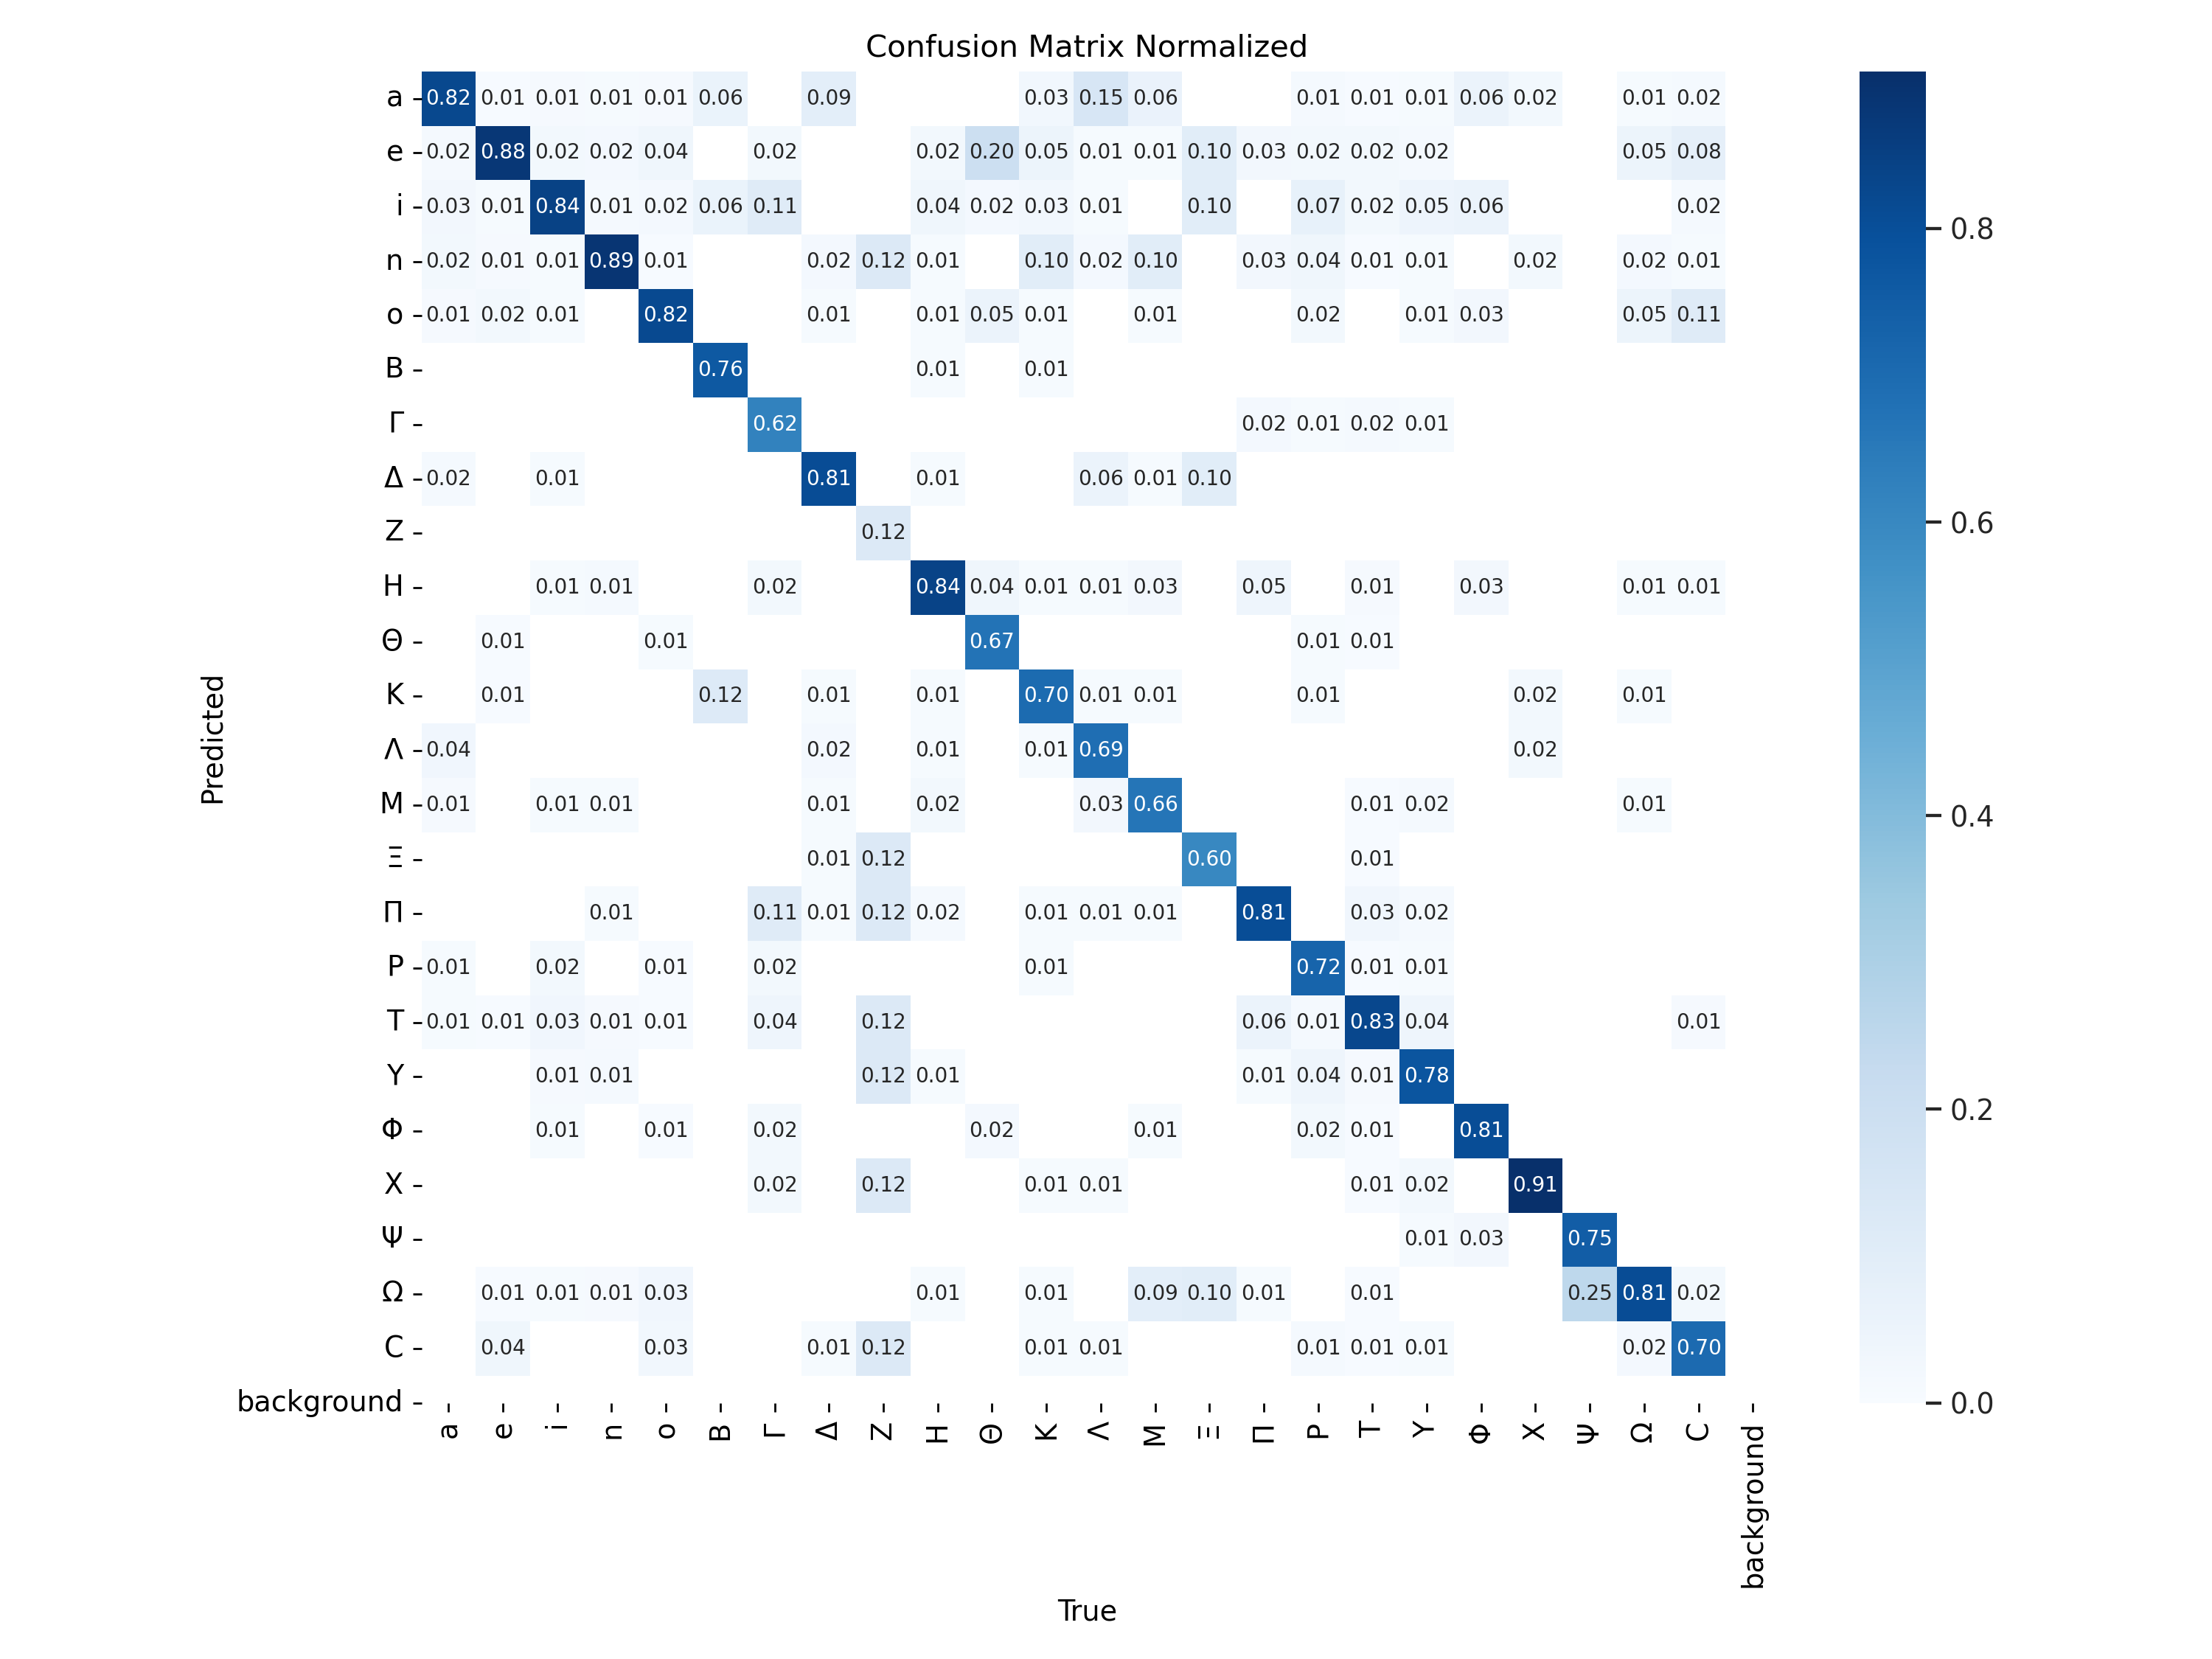 Confusion Matrix Normalized
a 0.82 0.01 0.01 0.01 0.01 0.06 0.09 0.03 0.15 0.06 0.01 0.01 0.01 0.06 0.02 0.01 0.02
e 0.02 0.88 0.02 0.02 0.04 0.02 0.02 0.20 0.05 0.01 0.01 0.10 0.03 0.02 0.02 0.02 0.05 0.08
i 0.03 0.01 0.84 0.01 0.02 0.06 0.11 0.04 0.02 0.03 0.01 0.10 0.07 0.02 0.05 0.06 0.02
n 0.02 0.01 0.01 0.89 0.01 0.02 0.12 0.01 0.10 0.02 0.10 0.03 0.04 0.01 0.01 0.02 0.02 0.01
o 0.01 0.02 0.01 0.82 0.01 0.01 0.05 0.01 0.01 0.02 0.01 0.03 0.05 0.11
Β 0.76 0.01 0.01
Γ 0.62 0.02 0.01 0.02 0.01
Δ 0.02 0.01 0.81 0.01 0.06 0.01 0.10
Ζ 0.12
Η 0.01 0.01 0.02 0.84 0.04 0.01 0.01 0.03 0.05 0.01 0.03 0.01 0.01
Θ 0.01 0.01 0.67 0.01 0.01
Κ 0.01 0.12 0.01 0.01 0.70 0.01 0.01 0.01 0.02 0.01
Λ 0.04 0.02 0.01 0.01 0.69 0.02
Μ 0.01 0.01 0.01 0.01 0.02 0.03 0.66 0.01 0.02 0.01
Ξ 0.01 0.12 0.60 0.01
Π 0.01 0.11 0.01 0.12 0.02 0.01 0.01 0.01 0.81 0.03 0.02
Ρ 0.01 0.02 0.01 0.02 0.01 0.72 0.01 0.01
Τ 0.01 0.01 0.03 0.01 0.01 0.04 0.12 0.06 0.01 0.83 0.04 0.01
Υ 0.01 0.01 0.12 0.01 0.01 0.04 0.01 0.78
Φ 0.01 0.01 0.02 0.02 0.01 0.02 0.01 0.81
Χ 0.02 0.12 0.01 0.01 0.01 0.02 0.91
Ψ 0.01 0.03 0.75
Ω 0.01 0.01 0.01 0.03 0.01 0.01 0.09 0.10 0.01 0.01 0.25 0.81 0.02
C 0.04 0.03 0.01 0.12 0.01 0.01 0.01 0.01 0.01 0.02 0.70
background
a e i n o Β Γ Δ Ζ Η Θ Κ Λ Μ Ξ Π Ρ Τ Υ Φ Χ Ψ Ω C background
Predicted
True
0.8
0.6
0.4
0.2
0.0